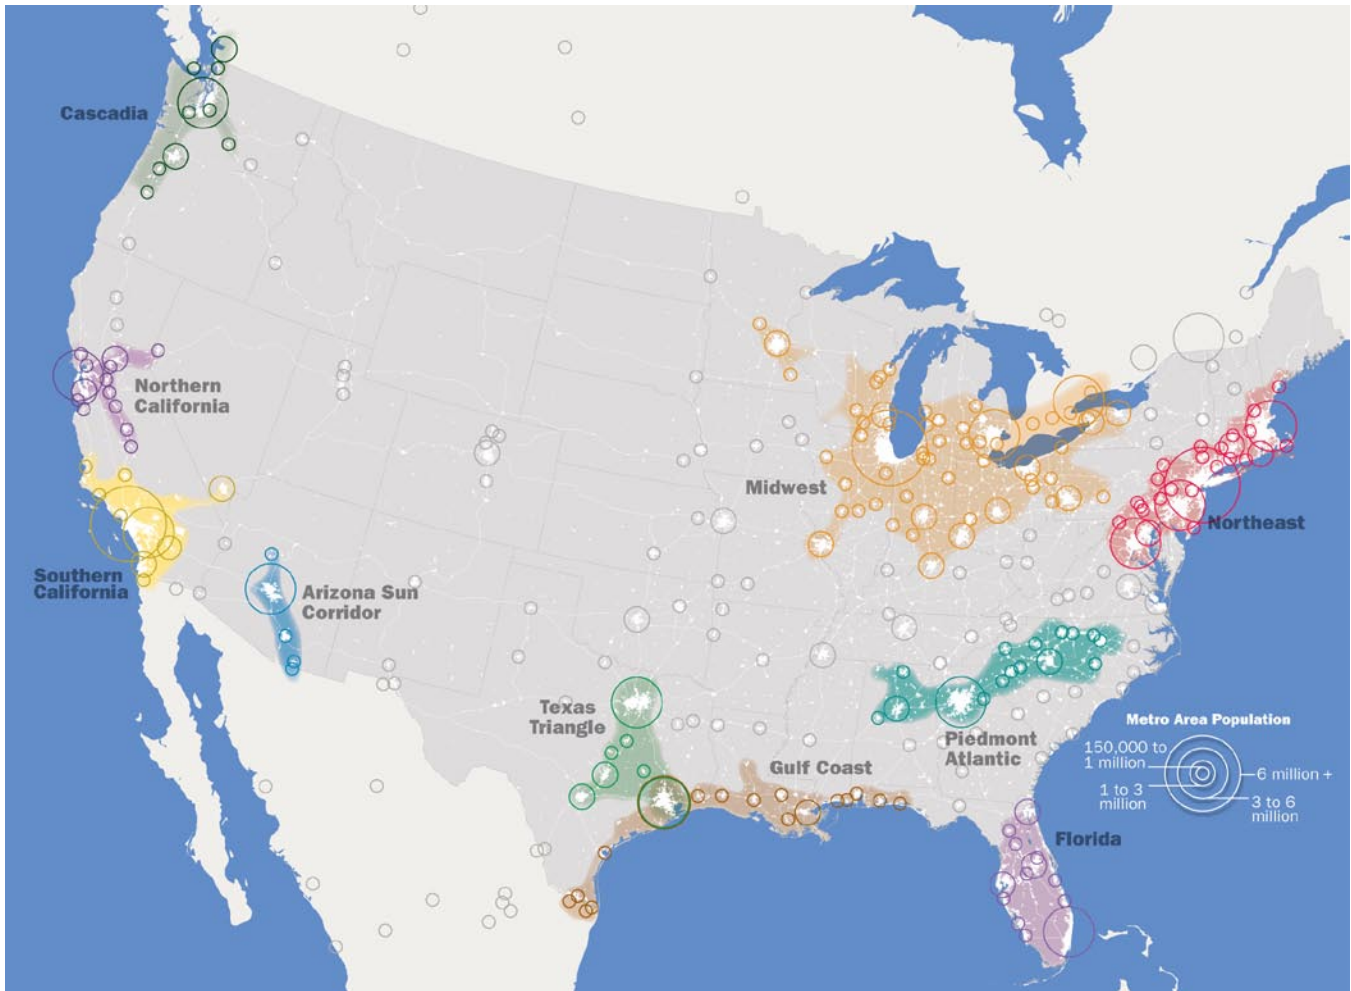 Cascadia
Northern
California
Southern
California
Arizona Sun
Corridor
Texas
Triangle
Gulf Coast
Midwest
Northeast
Piedmont
Atlantic
Florida
Metro Area Population
150,000 to
1 million
1 to 3
million
6 million +
3 to 6
million